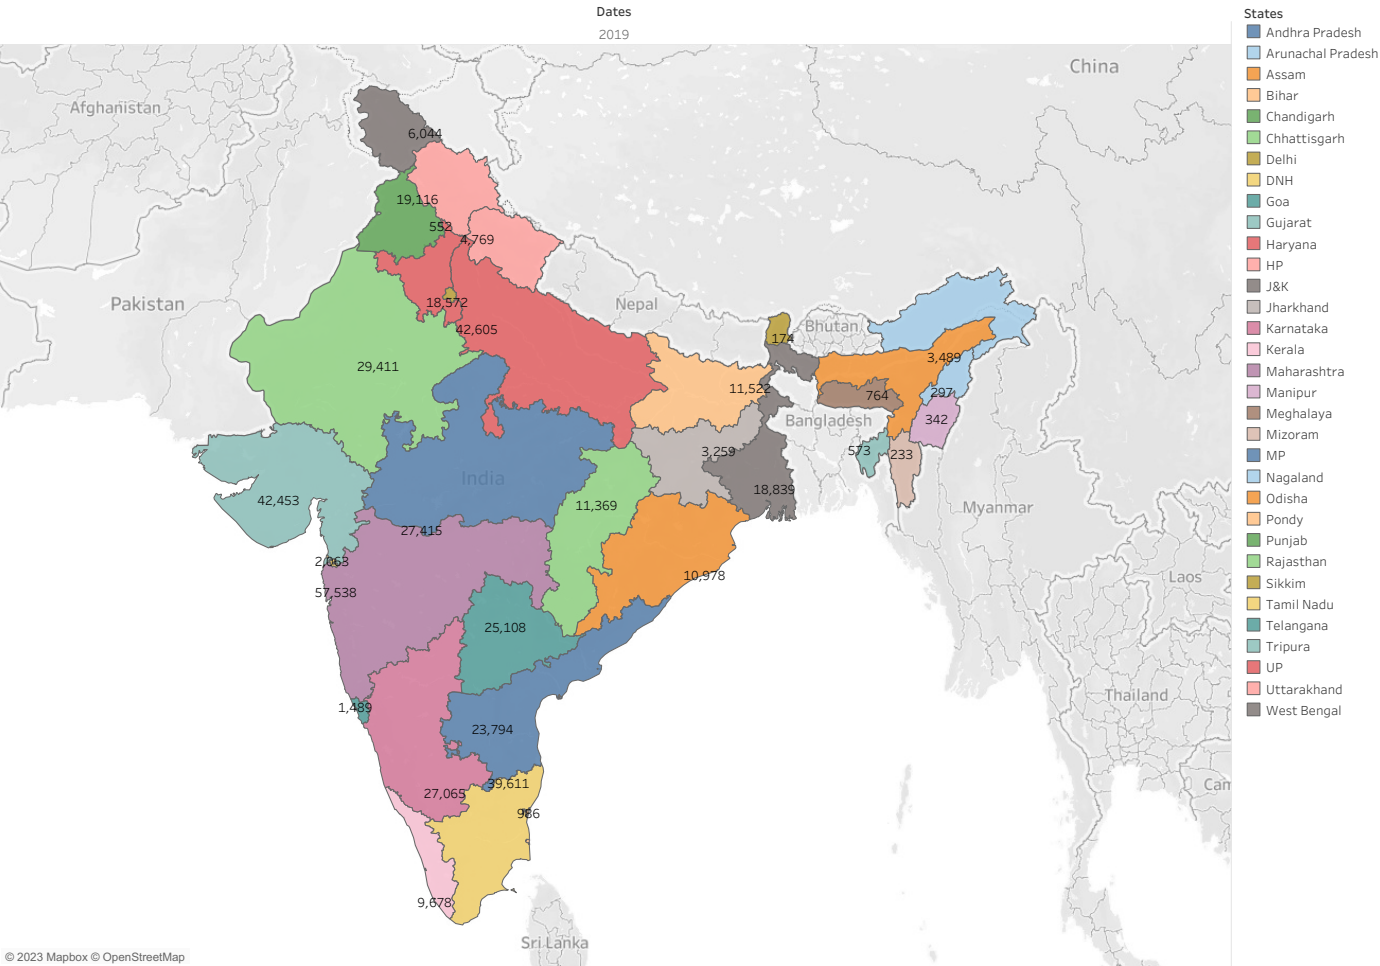 Dates
2019
Afghanistan
China
6,044
19,116
552
4,769
Pakistan
18,572
Nepal
42,605
174
Bhutan
29,411
3,489
11,522
764
297
Bangladesh
342
3,259
573
233
India
18,839
42,453
11,369
Myanmar
27,415
2,063
10,978
Laos
57,538
25,108
1,489
Thailand
23,794
39,611
27,065
986
Cam
9,678
Sri Lanka
© 2023 Mapbox © OpenStreetMap
States
Andhra Pradesh
Arunachal Pradesh
Assam
Bihar
Chandigarh
Chhattisgarh
Delhi
DNH
Goa
Gujarat
Haryana
HP
J&K
Jharkhand
Karnataka
Kerala
Maharashtra
Manipur
Meghalaya
Mizoram
MP
Nagaland
Odisha
Pondy
Punjab
Rajasthan
Sikkim
Tamil Nadu
Telangana
Tripura
UP
Uttarakhand
West Bengal